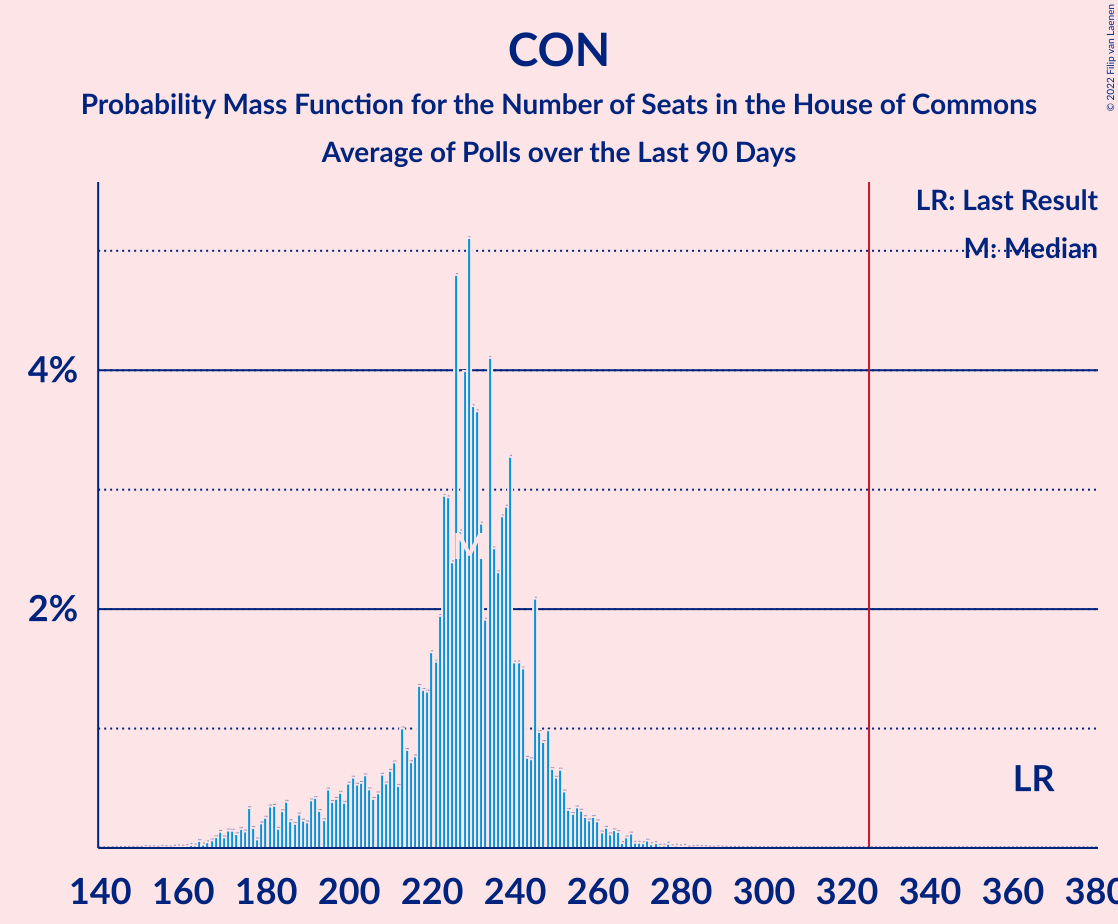 CON
Probability Mass Function for the Number of Seats in the House of Commons
Average of Polls over the Last 90 Days
© 2022 Filip van Laenen
LR: Last Result
M: Median
4%
2%
M
LR
140 160 180 200 220 240 260 280 300 320 340 360 380